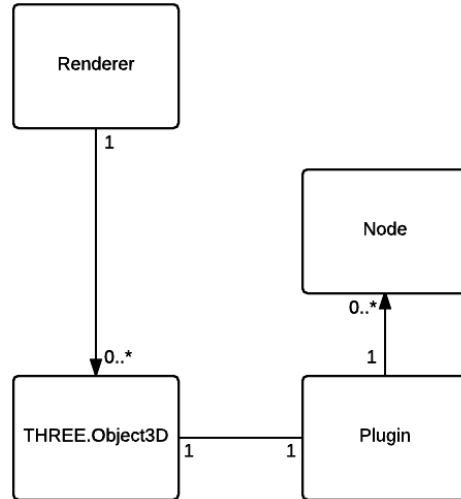 Renderer
1
Node
0..*
0..*
1
THREE.Object3D
1
1
Plugin